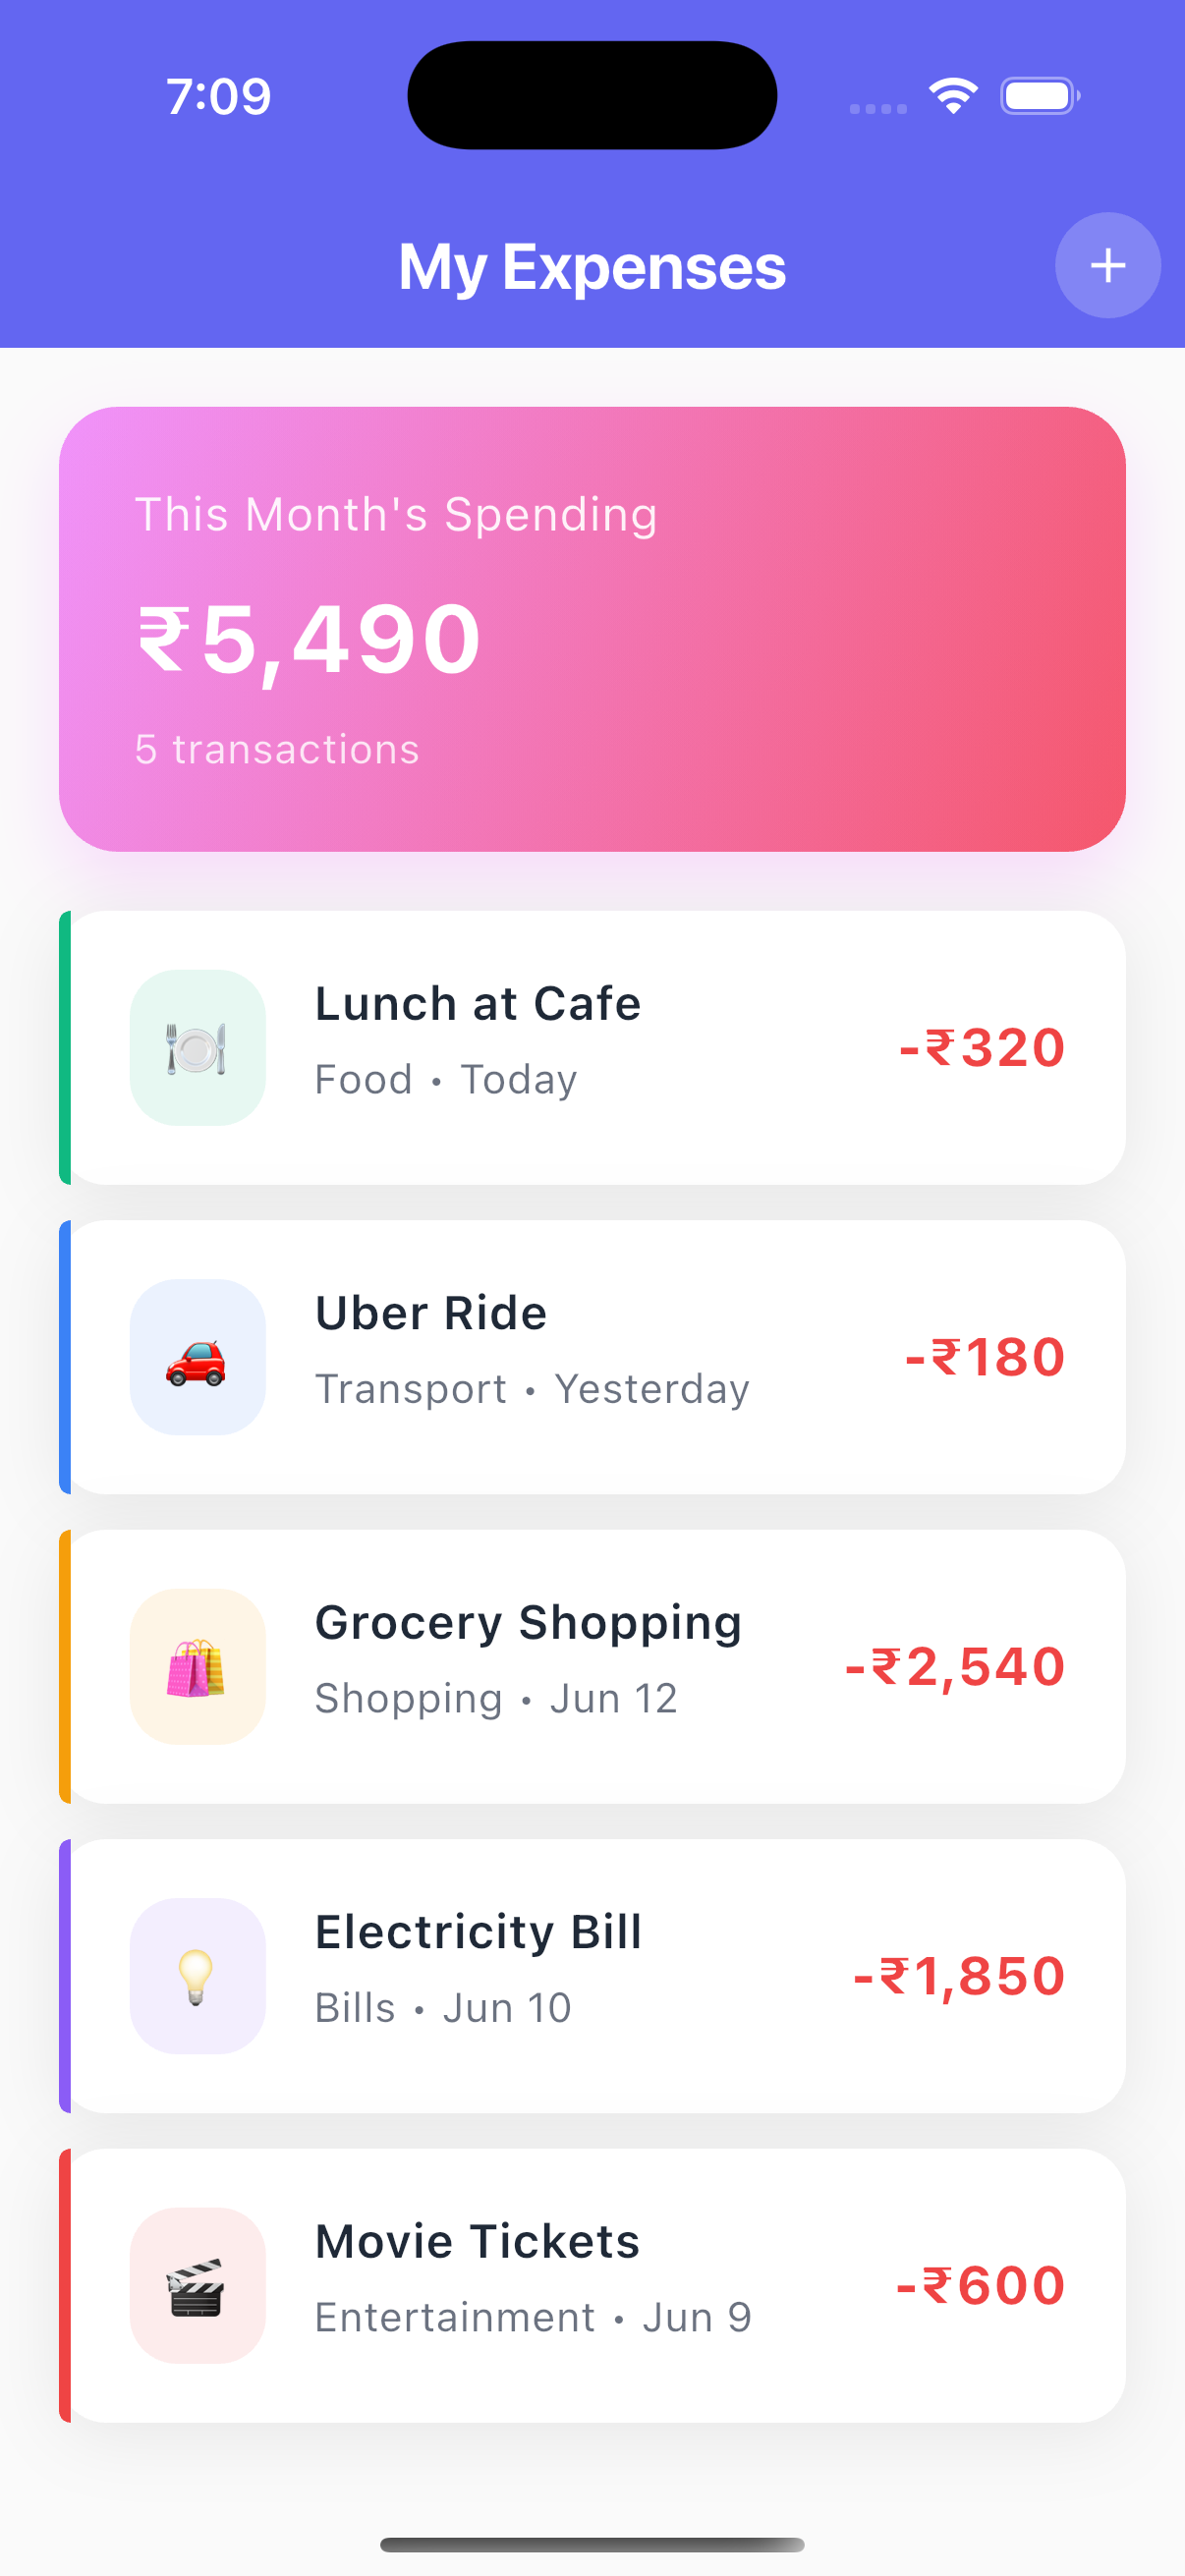 7:09
My Expenses
+
This Month's Spending
₹5,490
5 transactions
Lunch at Cafe
Food • Today
-₹320
Uber Ride
Transport • Yesterday
-₹180
Grocery Shopping
Shopping • Jun 12
-₹2,540
Electricity Bill
Bills • Jun 10
-₹1,850
Movie Tickets
Entertainment • Jun 9
-₹600